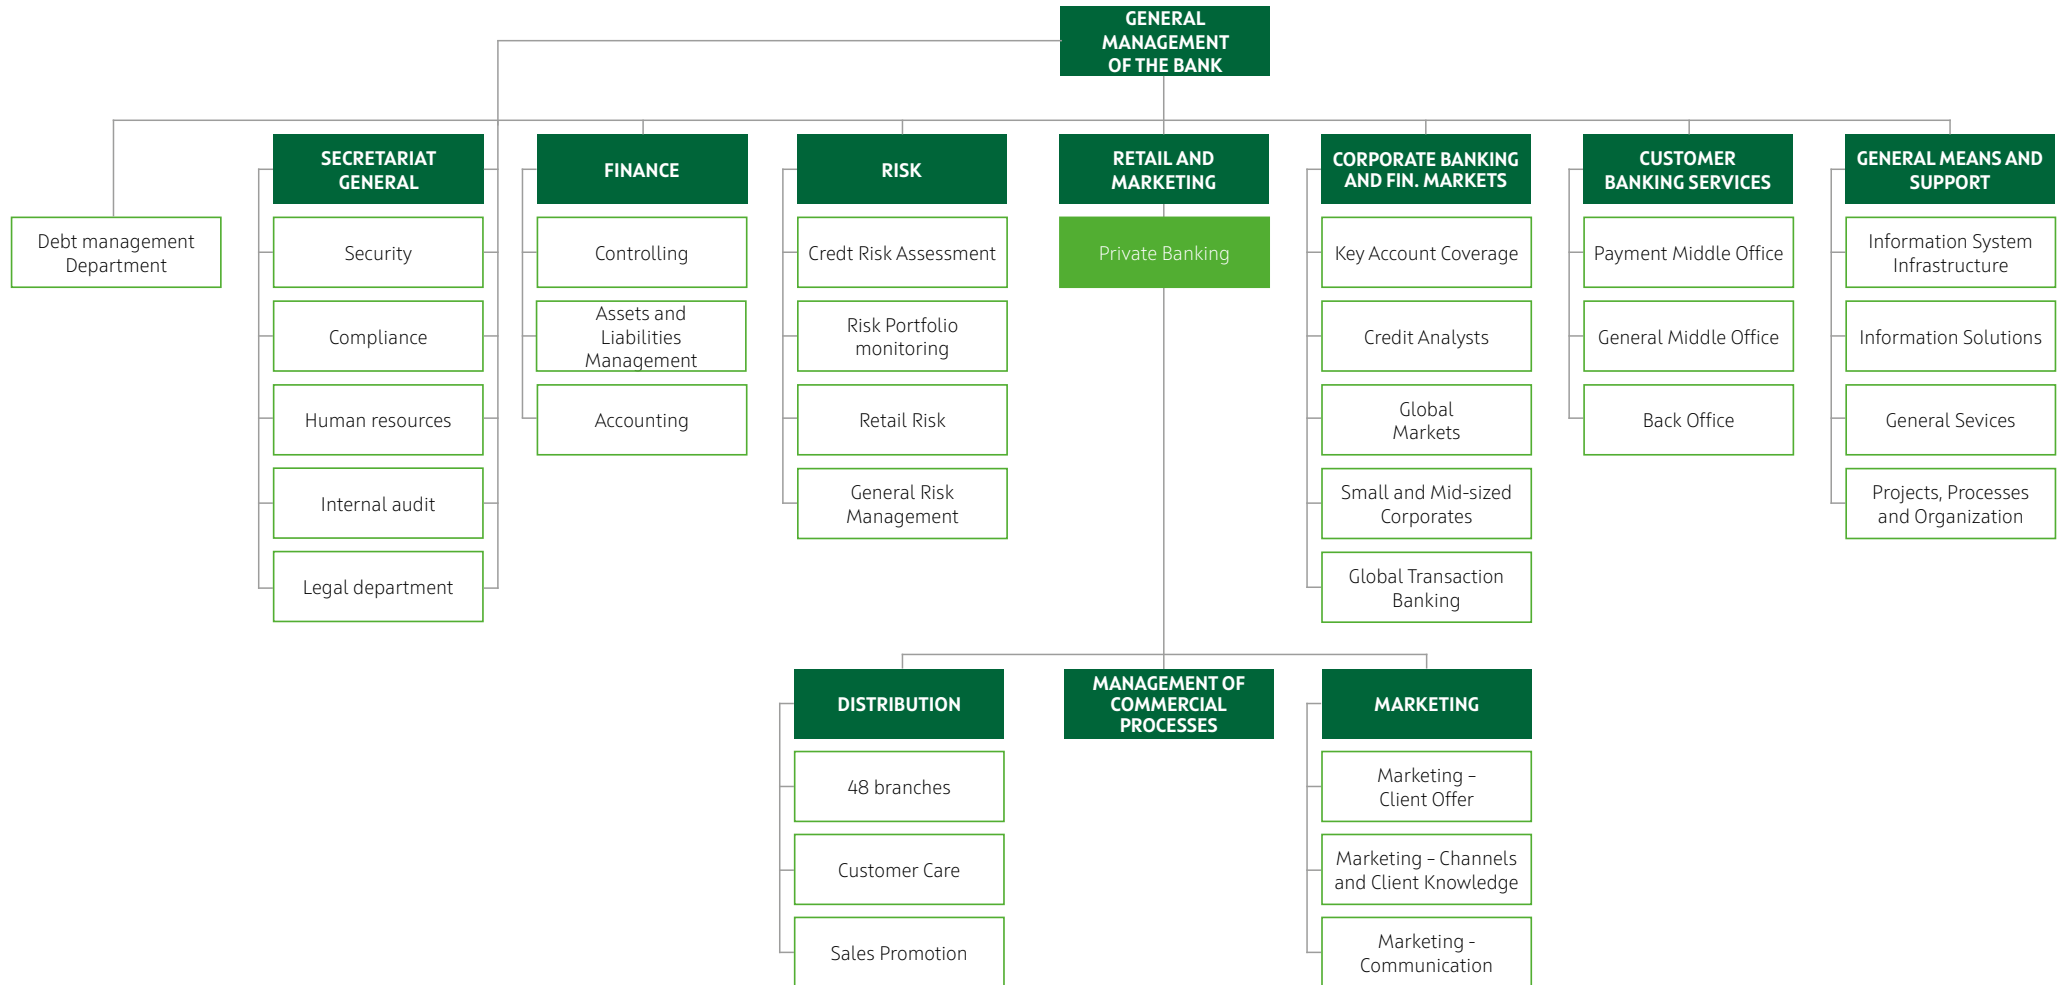 GENERAL
MANAGEMENT
OF THE BANK
Debt management
Department
SECRETARIAT
GENERAL
Security
Compliance
Human resources
Internal audit
Legal department
FINANCE
Controlling
Assets and
Liabilities
Management
Accounting
RISK
Credt Risk Assessment
Risk Portfolio
monitoring
Retail Risk
General Risk
Management
RETAIL AND
MARKETING
Private Banking
CORPORATE BANKING
AND FIN. MARKETS
Key Account Coverage
Credit Analysts
Global
Markets
Small and Mid-sized
Corporates
Global Transaction
Banking
CUSTOMER
BANKING SERVICES
Payment Middle Office
General Middle Office
Back Office
GENERAL MEANS AND
SUPPORT
Information System
Infrastructure
Information Solutions
General Sevices
Projects, Processes
and Organization
DISTRIBUTION
48 branches
Customer Care
Sales Promotion
MANAGEMENT OF
COMMERCIAL
PROCESSES
MARKETING
Marketing –
Client Offer
Marketing – Channels
and Client Knowledge
Marketing -
Communication